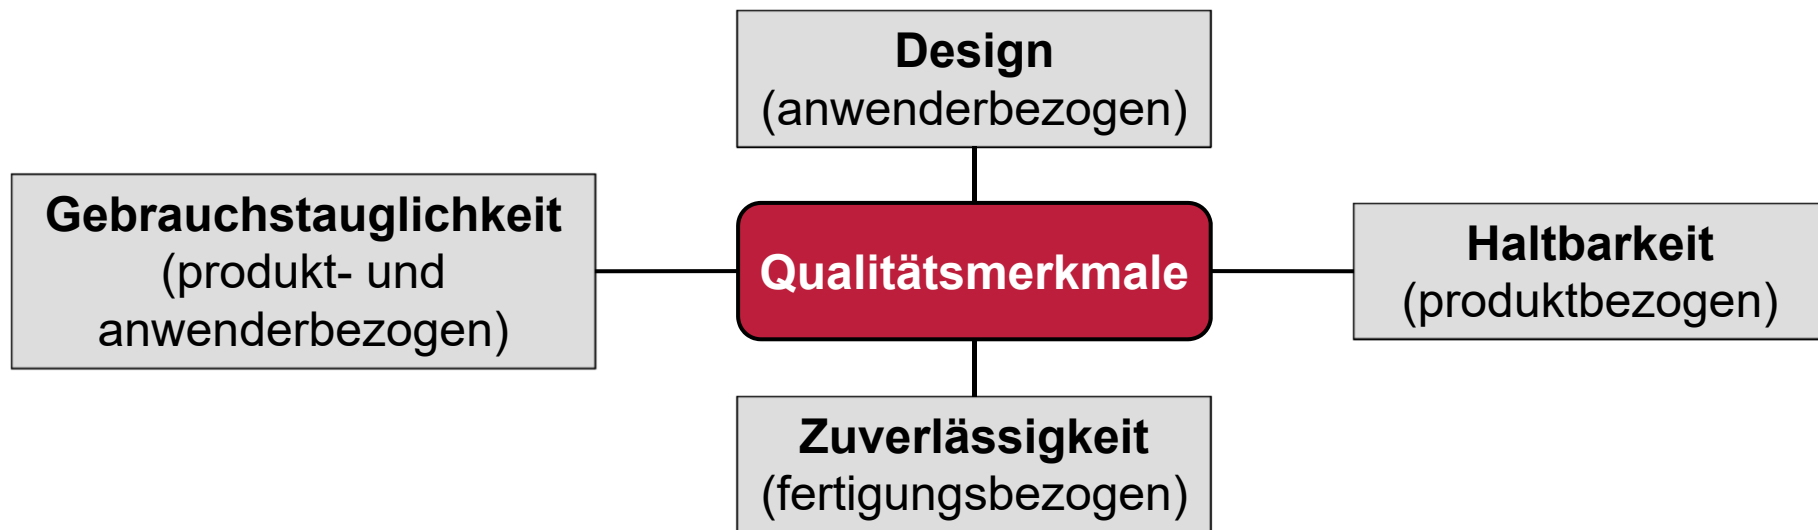 Design
(anwenderbezogen)
Gebrauchstauglichkeit
(produkt- und
anwenderbezogen)
Qualitätsmerkmale
Haltbarkeit
(produktbezogen)
Zuverlässigkeit
(fertigungsbezogen)